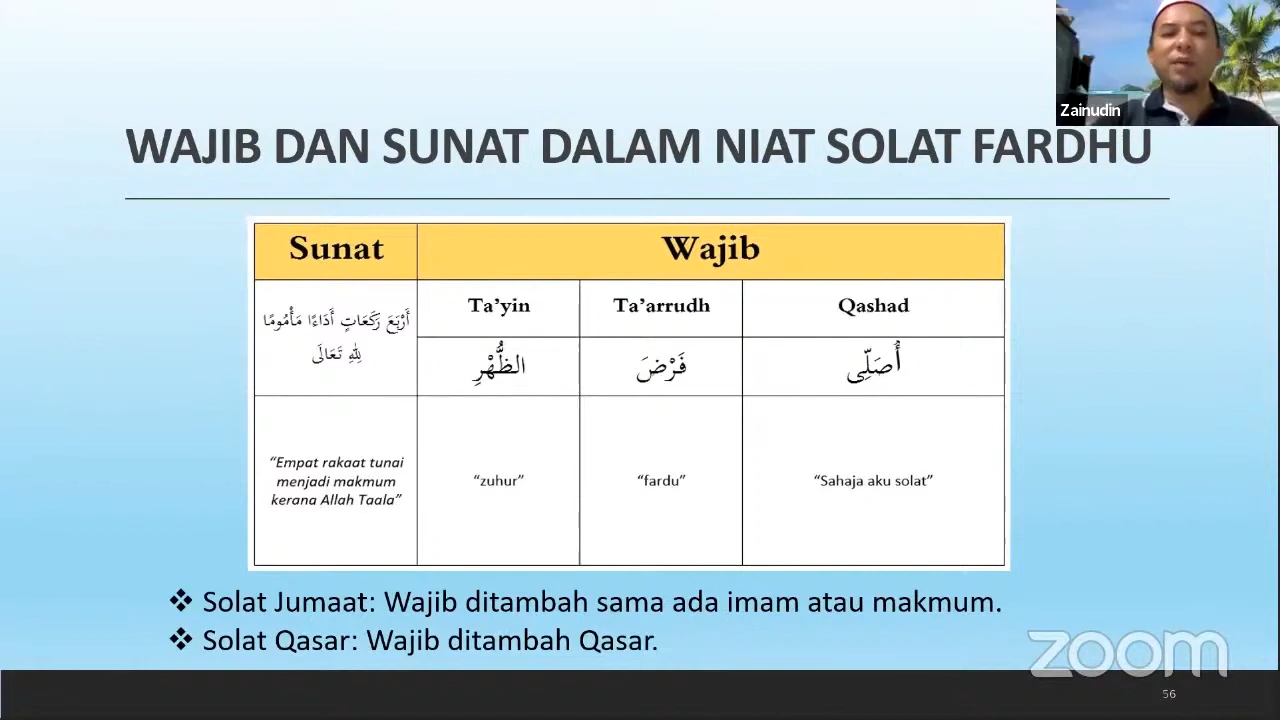 Zainudin
WAJIB DAN SUNAT DALAM NIAT SOLAT FARDHU
Sunat
Wajib
Ta’yin
Ta’arrudh
Qashad
أَرْبَعَ رَكَعَاتٍ أَدَاءً مَأْمُومًا
لِلّٰهِ تَعَالَى
الظُّهْرِ
فَرْضَ
أُصَلِّى
“Empat rakaat tunai
menjadi makmum
kerana Allah Taala”
“zuhur”
“fardu”
“Sahaja aku solat”
❖ Solat Jumaat: Wajib ditambah sama ada imam atau makmum.
❖ Solat Qasar: Wajib ditambah Qasar.
zoom
56